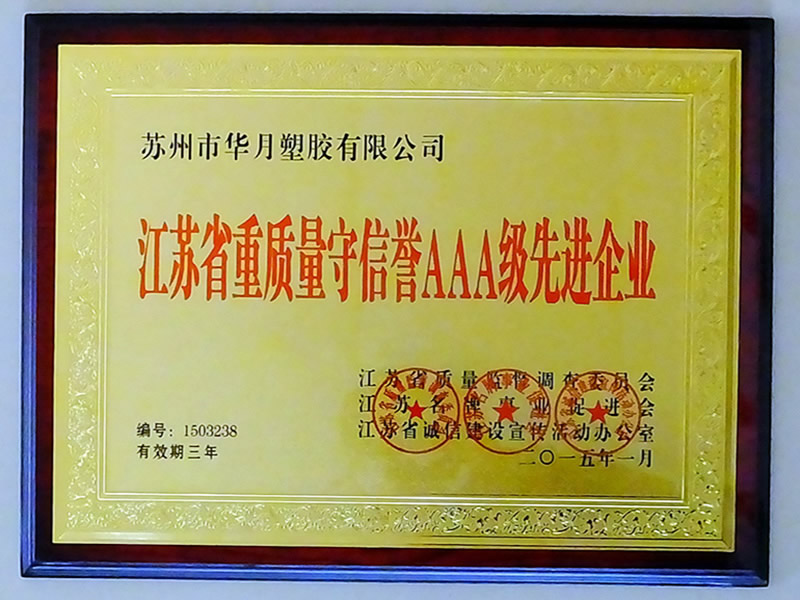 苏州市华月塑胶有限公司
江苏省重质量守信誉AAA级先进企业
江苏省质量监督调查委员会
江苏名牌事业促进会
江苏省诚信建设宣传活动办公室
二〇一五年一月
编号：1503238
有效期三年